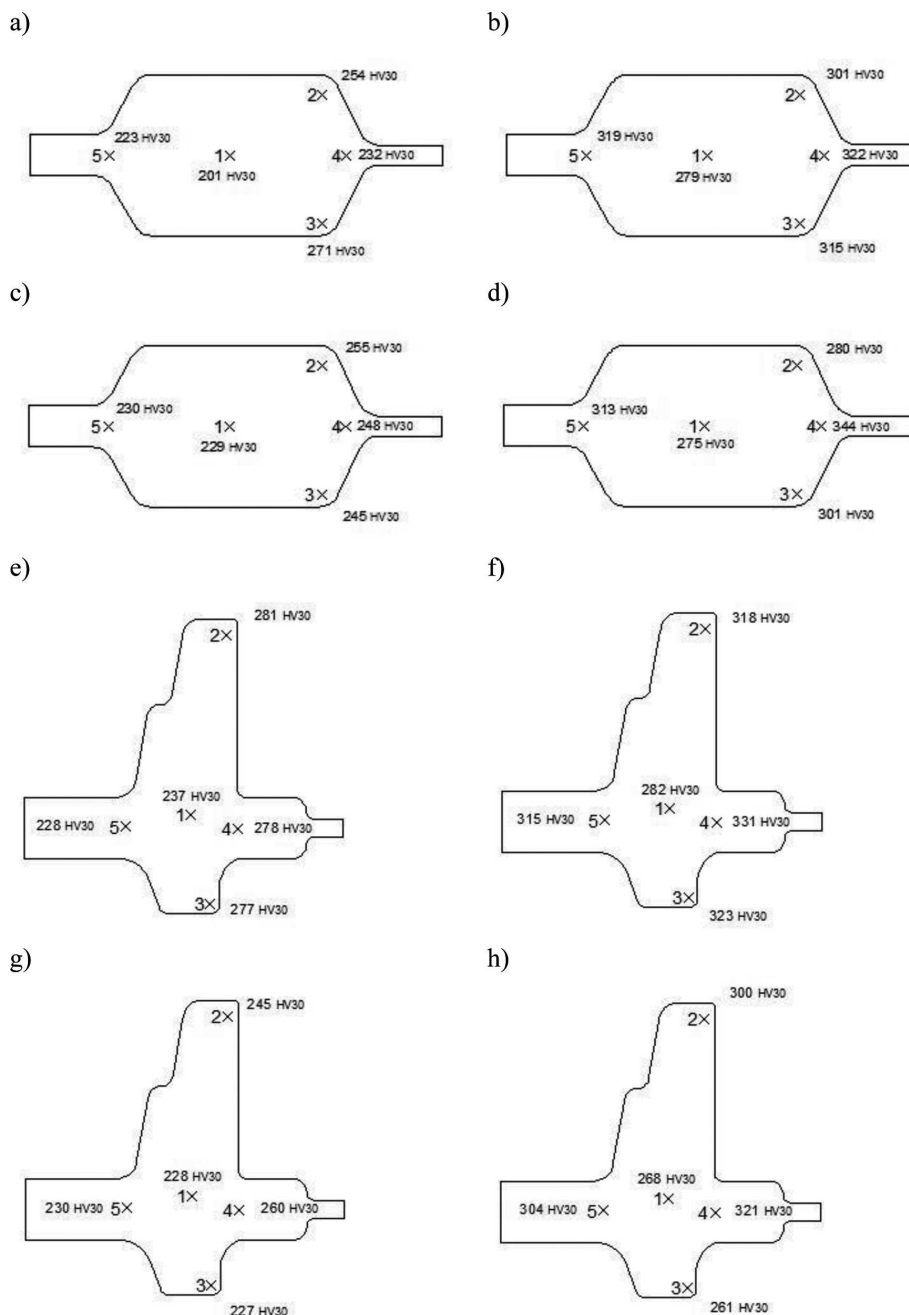 a)
b)
254 HV30
301 HV30
2×
2×
223 HV30
319 HV30
5×
1×
4×
232 HV30
5×
1×
4×
322 HV30
201 HV30
279 HV30
3×
3×
271 HV30
315 HV30
c)
d)
255 HV30
280 HV30
2×
2×
230 HV30
313 HV30
5×
1×
4×
248 HV30
5×
1×
4×
344 HV30
229 HV30
275 HV30
3×
3×
245 HV30
301 HV30
e)
f)
281 HV30
318 HV30
2×
2×
237 HV30
282 HV30
1×
1×
228 HV30
5×
4×
278 HV30
315 HV30
5×
4×
331 HV30
3×
3×
277 HV30
323 HV30
g)
h)
245 HV30
300 HV30
2×
2×
228 HV30
268 HV30
1×
1×
230 HV30
5×
4×
260 HV30
304 HV30
5×
4×
321 HV30
3×
3×
227 HV30
261 HV30